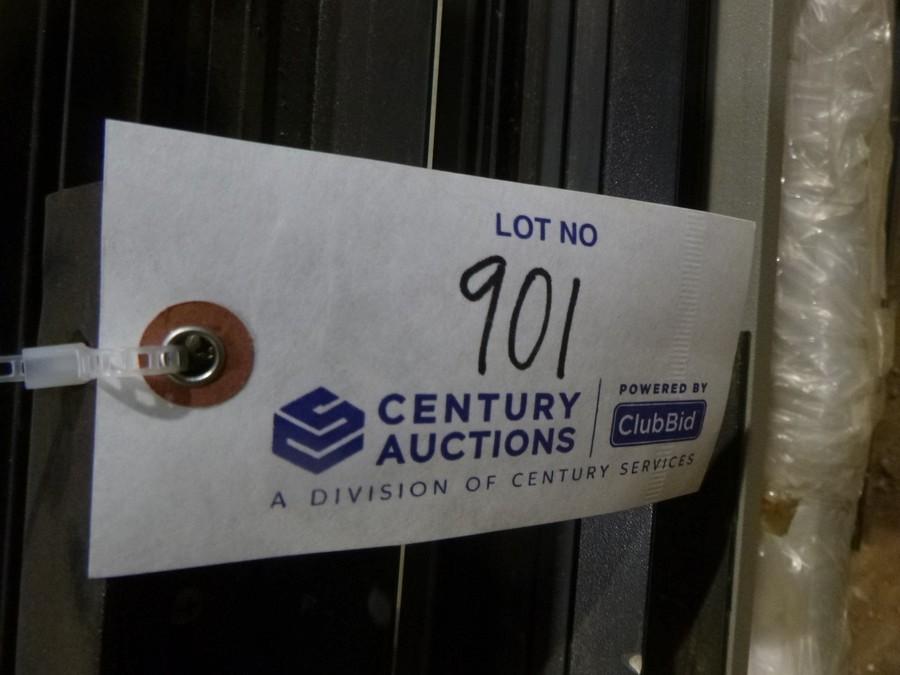 LOT NO
901
CENTURY AUCTIONS
POWERED BY
ClubBid
A DIVISION OF CENTURY SERVICES